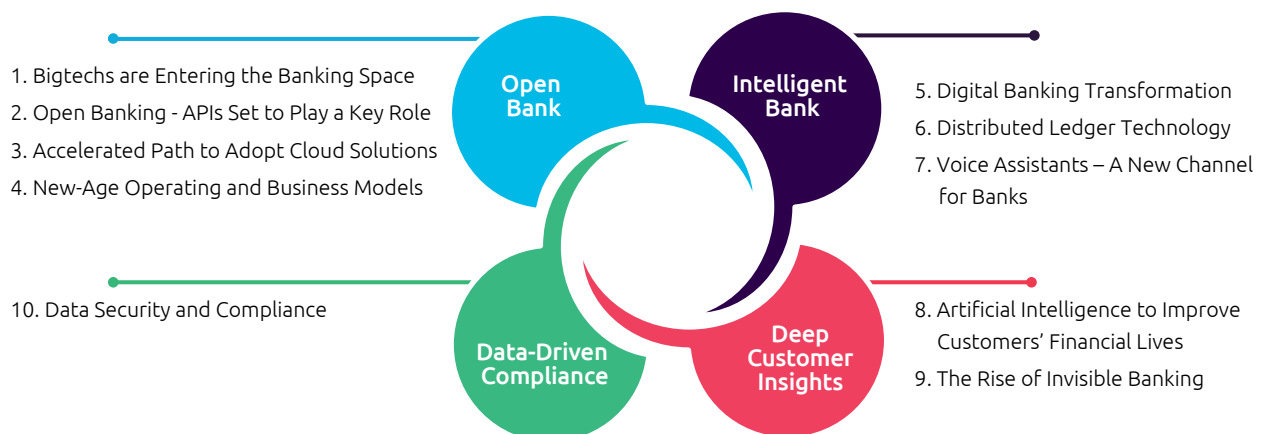 Open
Bank
1. Bigtechs are Entering the Banking Space
2. Open Banking - APIs Set to Play a Key Role
3. Accelerated Path to Adopt Cloud Solutions
4. New-Age Operating and Business Models
Intelligent
Bank
5. Digital Banking Transformation
6. Distributed Ledger Technology
7. Voice Assistants – A New Channel
for Banks
Deep
Customer
Insights
8. Artificial Intelligence to Improve
Customers’ Financial Lives
9. The Rise of Invisible Banking
Data-Driven
Compliance
10. Data Security and Compliance